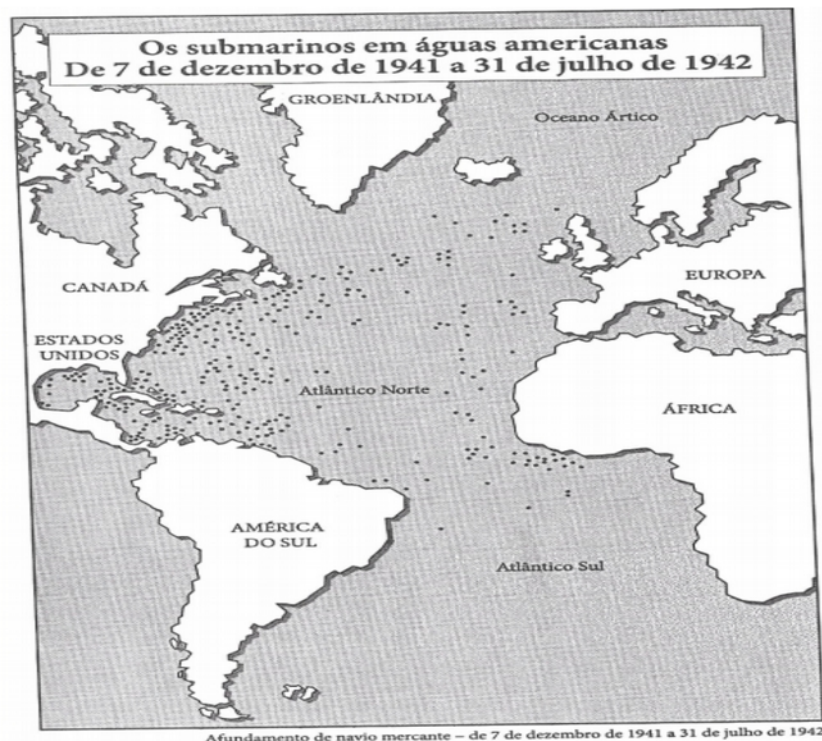 Os submarinos em águas americanas
De 7 de dezembro de 1941 a 31 de julho de 1942
GROENLÂNDIA
Oceano Ártico
CANADÁ
EUROPA
ESTADOS
UNIDOS
Atlântico Norte
ÁFRICA
AMÉRICA
DO SUL
Atlântico Sul
Afundamento de navio mercante – de 7 de dezembro de 1941 a 31 de julho de 1942